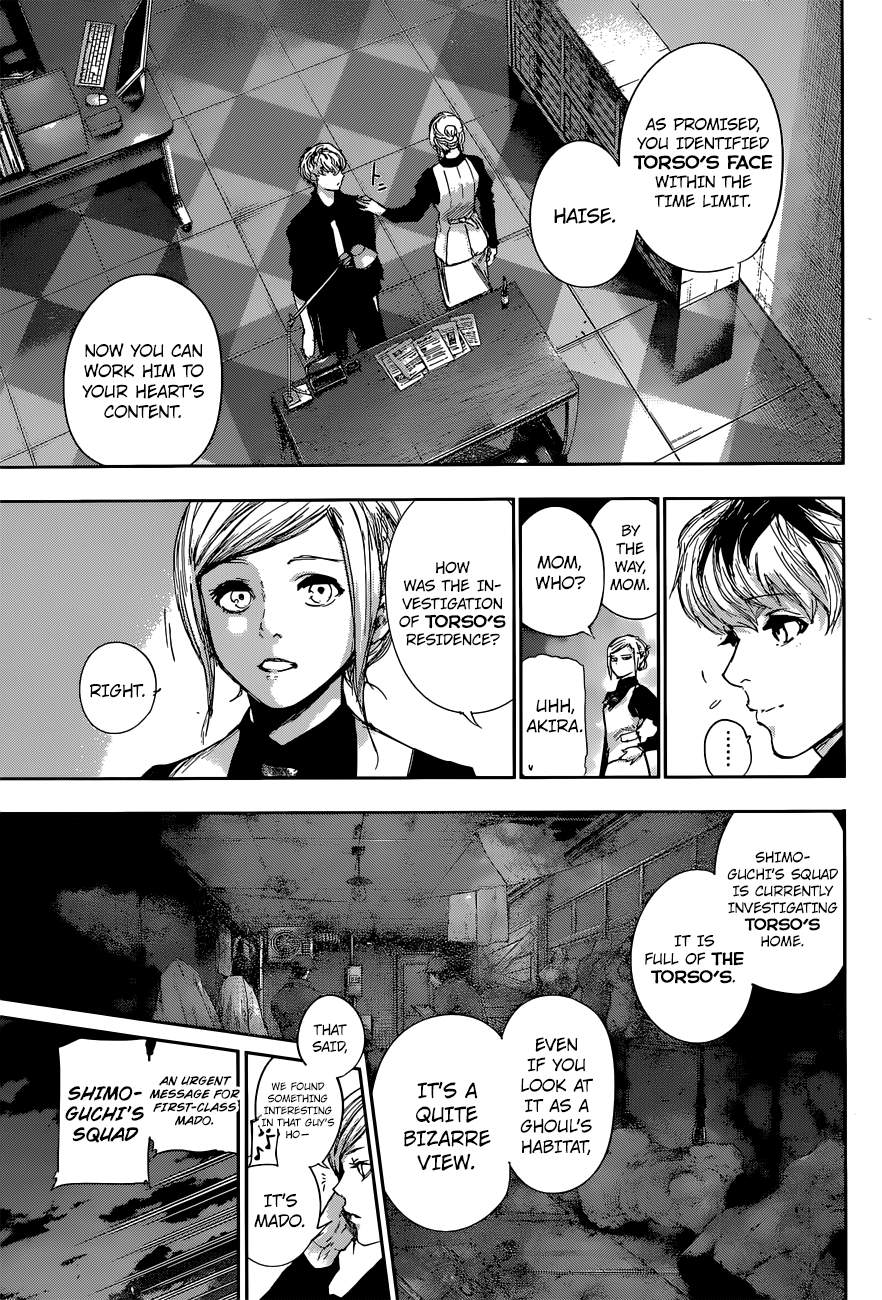 AS PROMISED,
YOU IDENTIFIED
TORSO'S FACE
WITHIN THE
TIME LIMIT.
HAISE.
NOW YOU CAN
WORK HIM TO
YOUR HEART'S
CONTENT.
BY
THE
WAY,
MOM.
MOM,
WHO?
UHH,
AKIRA.
HOW
WAS THE IN-
VESTIGATION
OF TORSO'S
RESIDENCE?
RIGHT.
SHIMO-
GUCHI'S SQUAD
IS CURRENTLY
INVESTIGATING
TORSO'S
HOME.
IT IS
FULL OF THE
TORSO'S.
EVEN
IF YOU
LOOK AT
IT AS A
GHOUL'S
HABITAT,
IT'S A
QUITE
BIZARRE
VIEW.
THAT
SAID,
WE FOUND
SOMETHING
INTERESTING
IN THAT GUY'S
HO—
IT'S
MADO.
AN URGENT
MESSAGE FOR
FIRST-CLASS
MADO.
SHIMO-
GUCHI'S
SQUAD